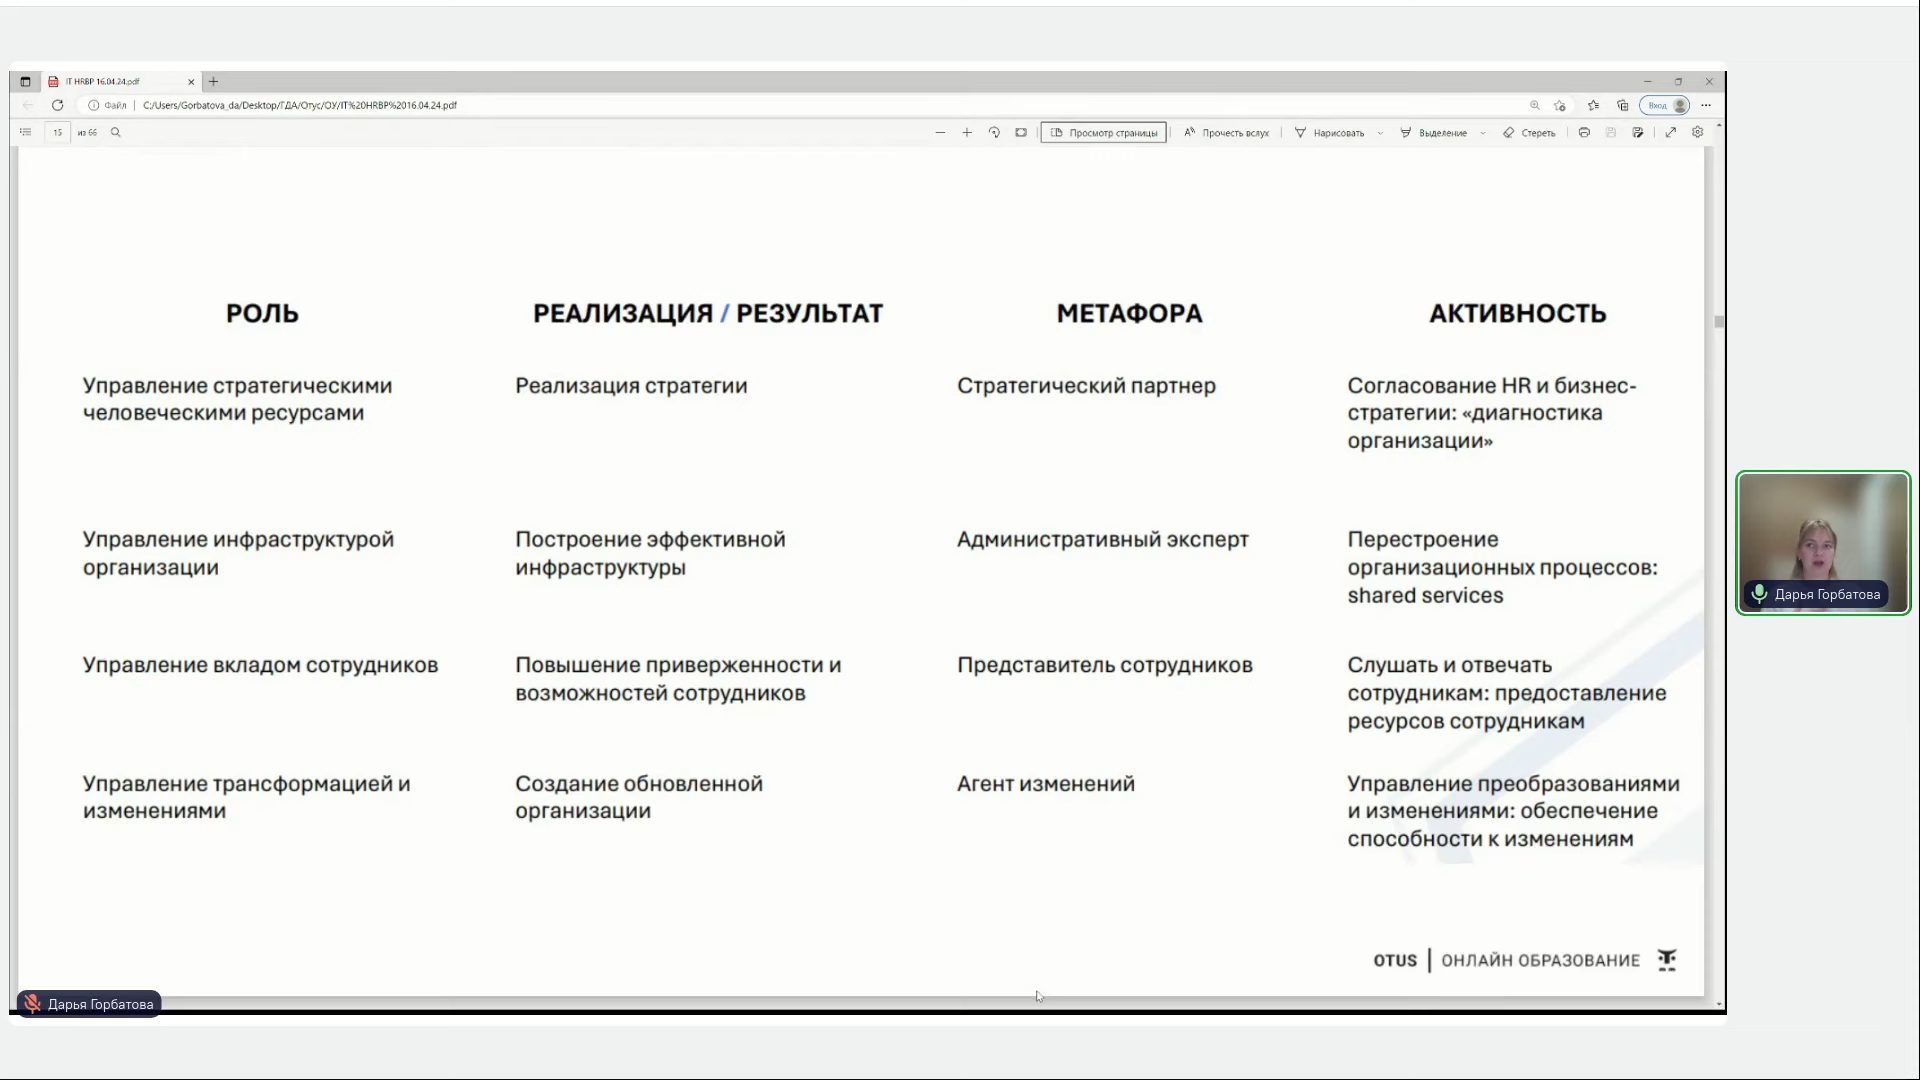 IT HRBP 16.04.24.pdf
Файл
C:/Users/Gorbatova_da/Desktop/ГДА/Отус/ОУ/IT%20HRBP%2016.04.24.pdf
Вход
15 из 66
Просмотр страницы
Прочесть вслух
Нарисовать
Выделение
Стереть
РОЛЬ
РЕАЛИЗАЦИЯ / РЕЗУЛЬТАТ
МЕТАФОРА
АКТИВНОСТЬ
Управление стратегическими
человеческими ресурсами
Реализация стратегии
Стратегический партнер
Согласование HR и бизнес-
стратегии: «диагностика
организации»
Управление инфраструктурой
организации
Построение эффективной
инфраструктуры
Административный эксперт
Перестроение
организационных процессов:
shared services
Управление вкладом сотрудников
Повышение приверженности и
возможностей сотрудников
Представитель сотрудников
Слушать и отвечать
сотрудникам: предоставление
ресурсов сотрудникам
Управление трансформацией и
изменениями
Создание обновленной
организации
Агент изменений
Управление преобразованиями
и изменениями: обеспечение
способности к изменениям
OTUS | ОНЛАЙН ОБРАЗОВАНИЕ
Дарья Горбатова
Дарья Горбатова